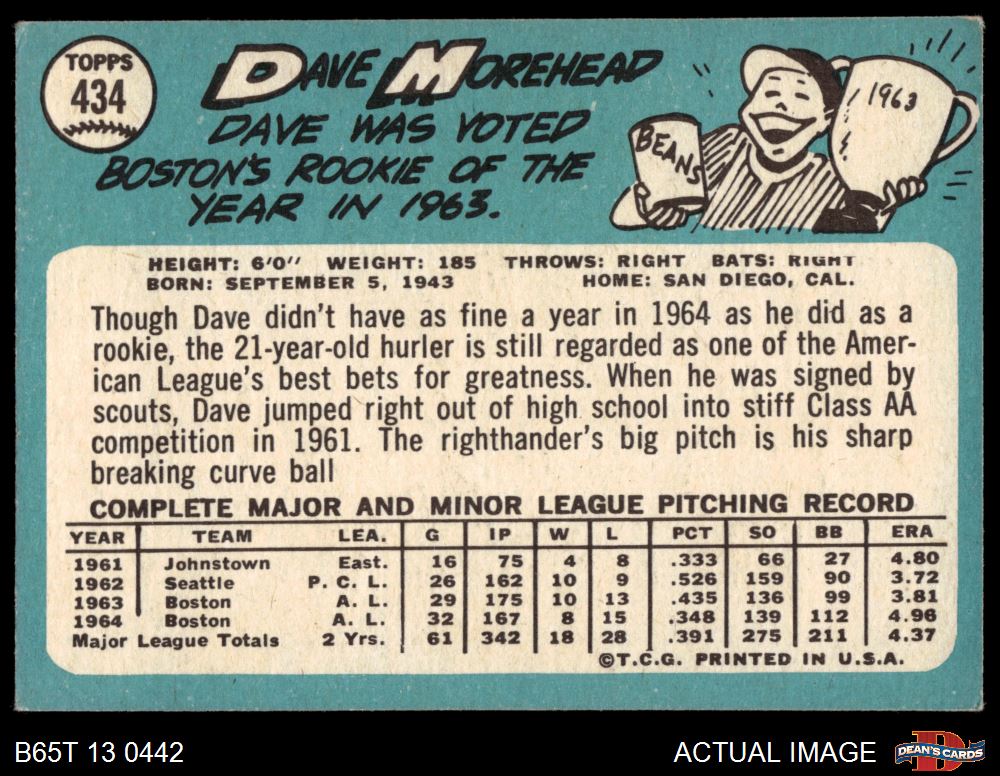 TOPPS
434
DAVE MOREHEAD
DAVE WAS VOTED
BOSTON'S ROOKIE OF THE
YEAR IN 1963.
BEANS
1963
HEIGHT: 6'0" WEIGHT: 185 THROWS: RIGHT BATS: RIGHT
BORN: SEPTEMBER 5, 1943 HOME: SAN DIEGO, CAL.
Though Dave didn't have as fine a year in 1964 as he did as a
rookie, the 21-year-old hurler is still regarded as one of the Amer-
ican League's best bets for greatness. When he was signed by
scouts, Dave jumped right out of high school into stiff Class AA
competition in 1961. The righthander's big pitch is his sharp
breaking curve ball
COMPLETE MAJOR AND MINOR LEAGUE PITCHING RECORD
YEAR TEAM LEA. G IP W L PCT SO BB ERA
1961 Johnstown East. 16 75 4 8 .333 66 27 4.80
1962 Seattle P. C. L. 26 162 10 9 .526 159 90 3.72
1963 Boston A. L. 29 175 10 13 .435 136 99 3.81
1964 Boston A. L. 32 167 8 15 .348 139 112 4.96
Major League Totals 2 Yrs. 61 342 18 28 .391 275 211 4.37
©T.C.G. PRINTED IN U.S.A.
B65T 13 0442 ACTUAL IMAGE DEAN'S CARDS